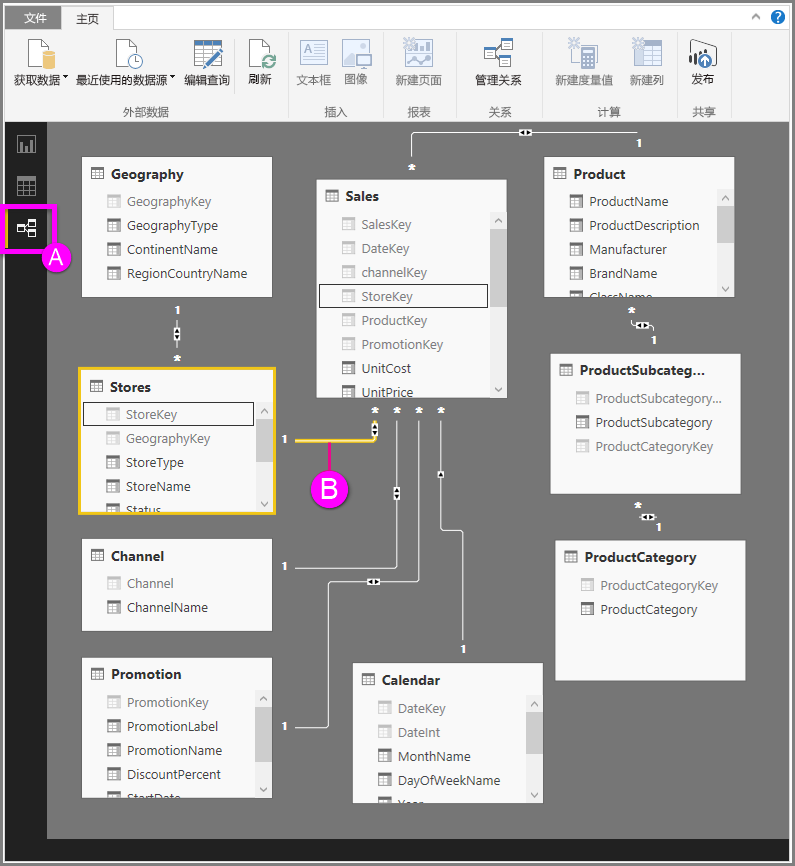 文件 主页
?
获取数据 最近使用的数据源 编辑查询 刷新 文本框 图像 新建页面 管理关系 新建度量值 新建列 发布
外部数据 插入 报表 关系 计算 共享
A
Geography
GeographyKey
GeographyType
ContinentName
RegionCountryName
1
*
Stores
StoreKey
GeographyKey
StoreType
StoreName
Status
1
B
Channel
Channel
ChannelName
1
Promotion
PromotionKey
PromotionLabel
PromotionName
DiscountPercent
StartDate
1
*
Sales
SalesKey
DateKey
channelKey
StoreKey
ProductKey
PromotionKey
UnitCost
UnitPrice
* * * *
1
Calendar
DateKey
DateInt
MonthName
DayOfWeekName
Year
1
Product
ProductName
ProductDescription
Manufacturer
BrandName
ClassName
*
1
ProductSubcateg...
ProductSubcategory...
ProductSubcategory
ProductCategoryKey
*
1
ProductCategory
ProductCategoryKey
ProductCategory